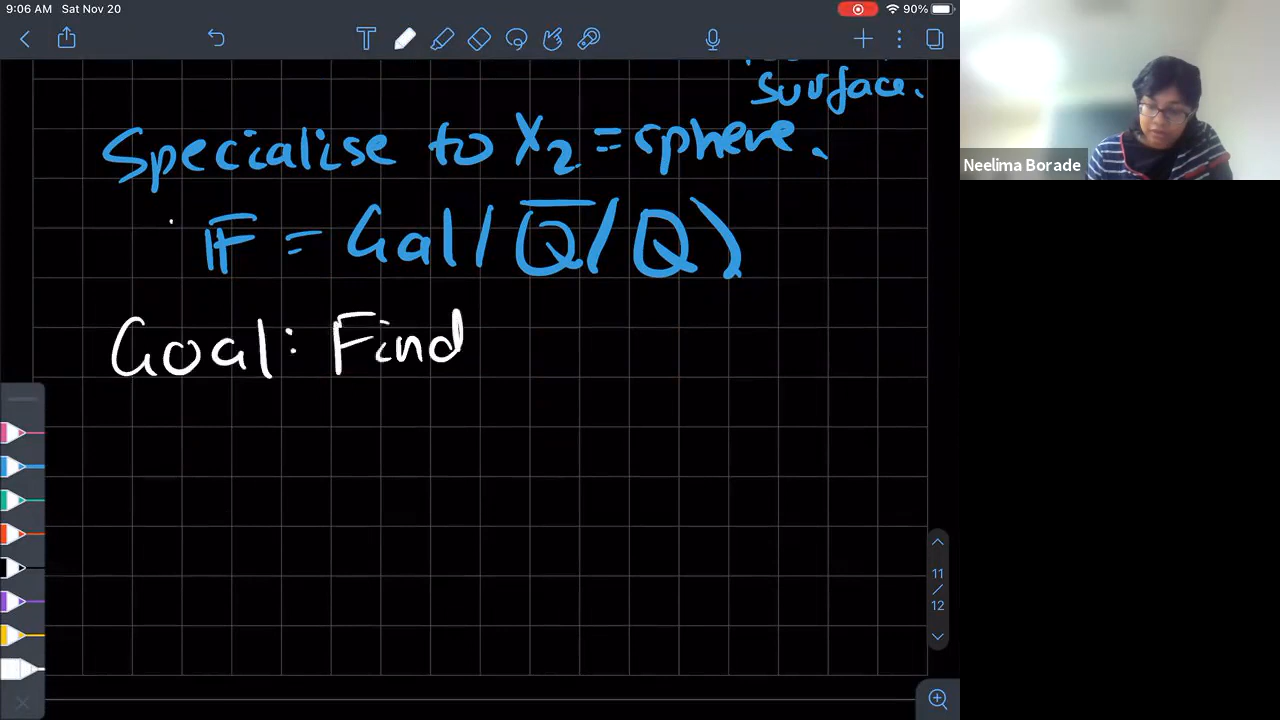 9:06 AM Sat Nov 20
90%
surface.
Specialise to X₂ = sphere.
𝔽 = Gal ( Q̅ / Q )
Goal: Find
11
/
12
Neelima Borade